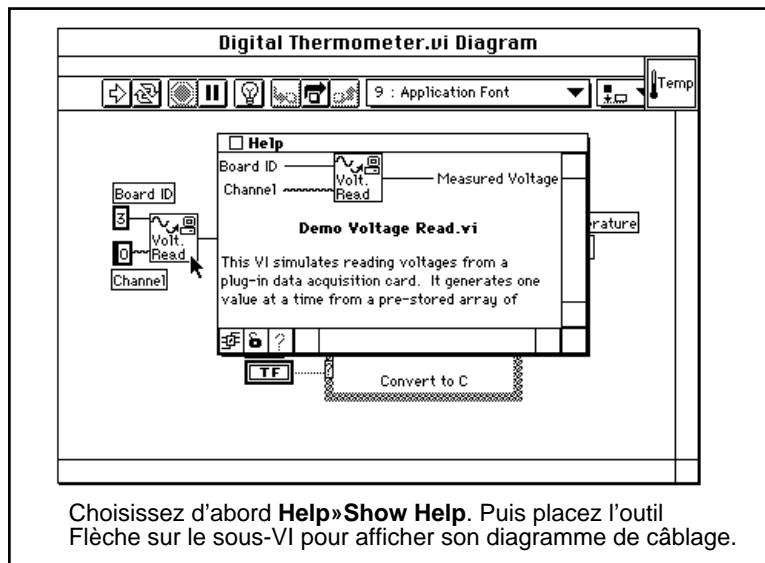 Digital Thermometer.vi Diagram
9 : Application Font
Temp
Help
Board ID
Channel
Volt.
Read
Measured Voltage
Demo Voltage Read.vi
This VI simulates reading voltages from a
plug-in data acquisition card. It generates one
value at a time from a pre-stored array of
?
Board ID
3
Volt.
Read
0
Channel
erature
TF
?
Convert to C
Choisissez d'abord Help»Show Help. Puis placez l'outil
Flèche sur le sous-VI pour afficher son diagramme de câblage.